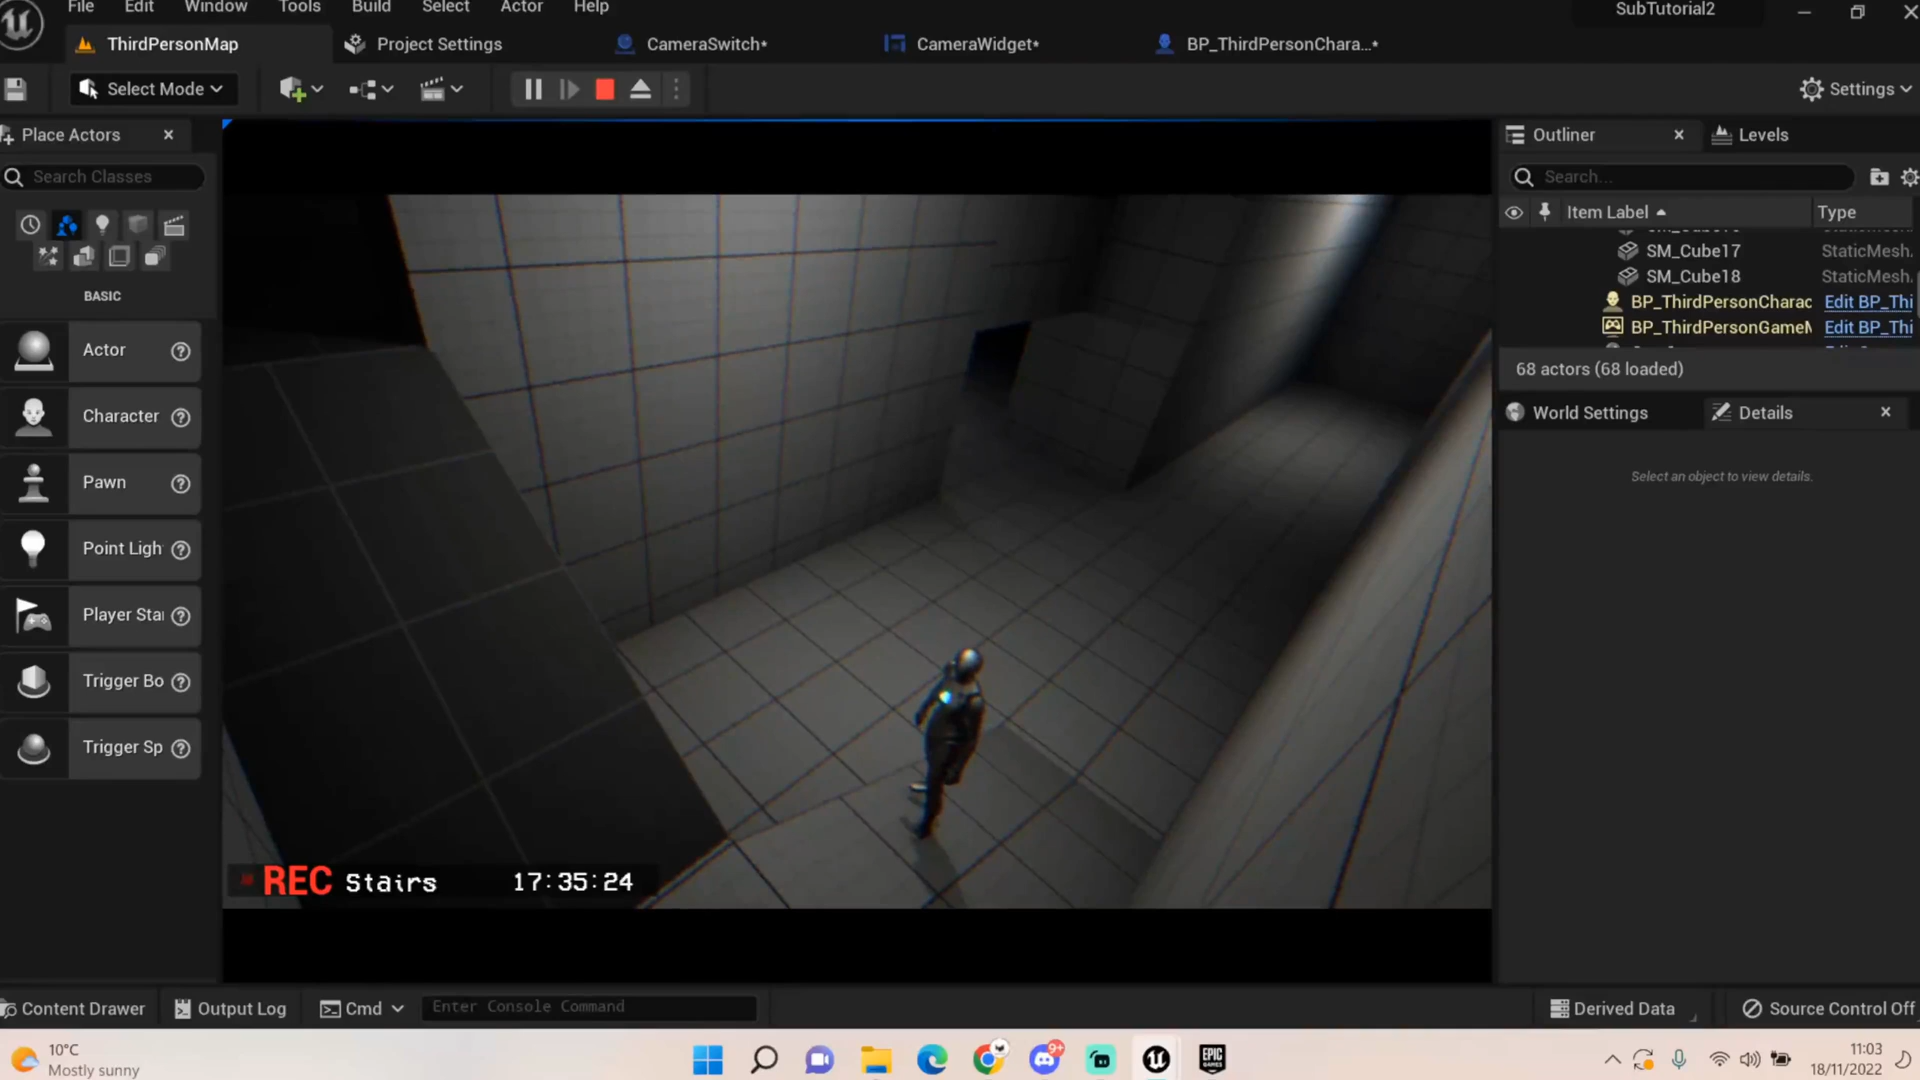 File Edit Window Tools Build Select Actor Help SubTutorial2
ThirdPersonMap Project Settings CameraSwitch* CameraWidget* BP_ThirdPersonChara...*
Select Mode Settings
Place Actors
Search Classes
BASIC
Actor
Character
Pawn
Point Ligh
Player Sta
Trigger Bo
Trigger Sp
REC Stairs 17:35:24
Outliner Levels
Search...
Item Label Type
SM_Cube17 StaticMesh.
SM_Cube18 StaticMesh.
BP_ThirdPersonCharac Edit BP_Thi
BP_ThirdPersonGameM Edit BP_Thi
68 actors (68 loaded)
World Settings Details
Select an object to view details.
Content Drawer Output Log Cmd Enter Console Command Derived Data Source Control Off
10°C
Mostly sunny
9+
EPIC
GAMES
11:03
18/11/2022